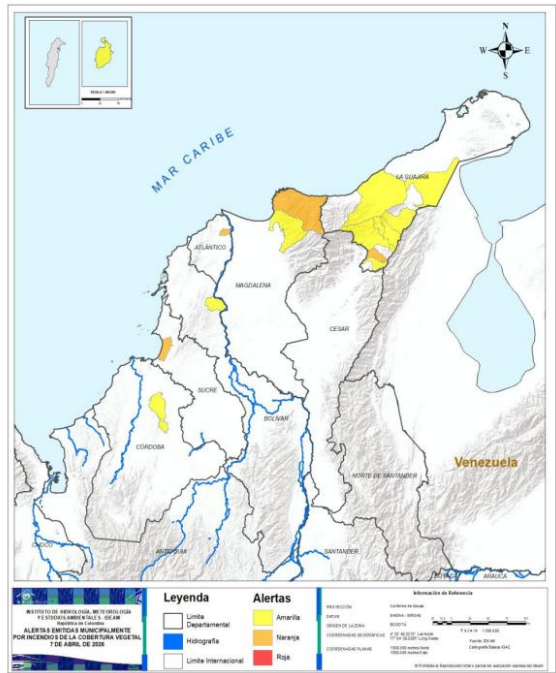 N
W
E
S
MAR CARIBE
LA GUAJIRA
ATLÁNTICO
MAGDALENA
CESAR
SUCRE
BOLÍVAR
CÓRDOBA
NORTE DE SANTANDER
Venezuela
ANTIOQUIA
SANTANDER
ARAUCA
INSTITUTO DE HIDROLOGÍA, METEOROLOGÍA
Y ESTUDIOS AMBIENTALES - IDEAM
República de Colombia
ALERTAS EMITIDAS MUNICIPALMENTE
POR INCENDIOS DE LA COBERTURA VEGETAL
7 DE ABRIL DE 2026
Leyenda
Límite
Departamental
Hidrografía
Límite Internacional
Alertas
Amarilla
Naranja
Roja
Información de Referencia
PROYECCIÓN
DATUM
ORIGEN DE LA ZONA
BOGOTÁ
COORDENADAS GEOGRÁFICAS
COORDENADAS PLANAS